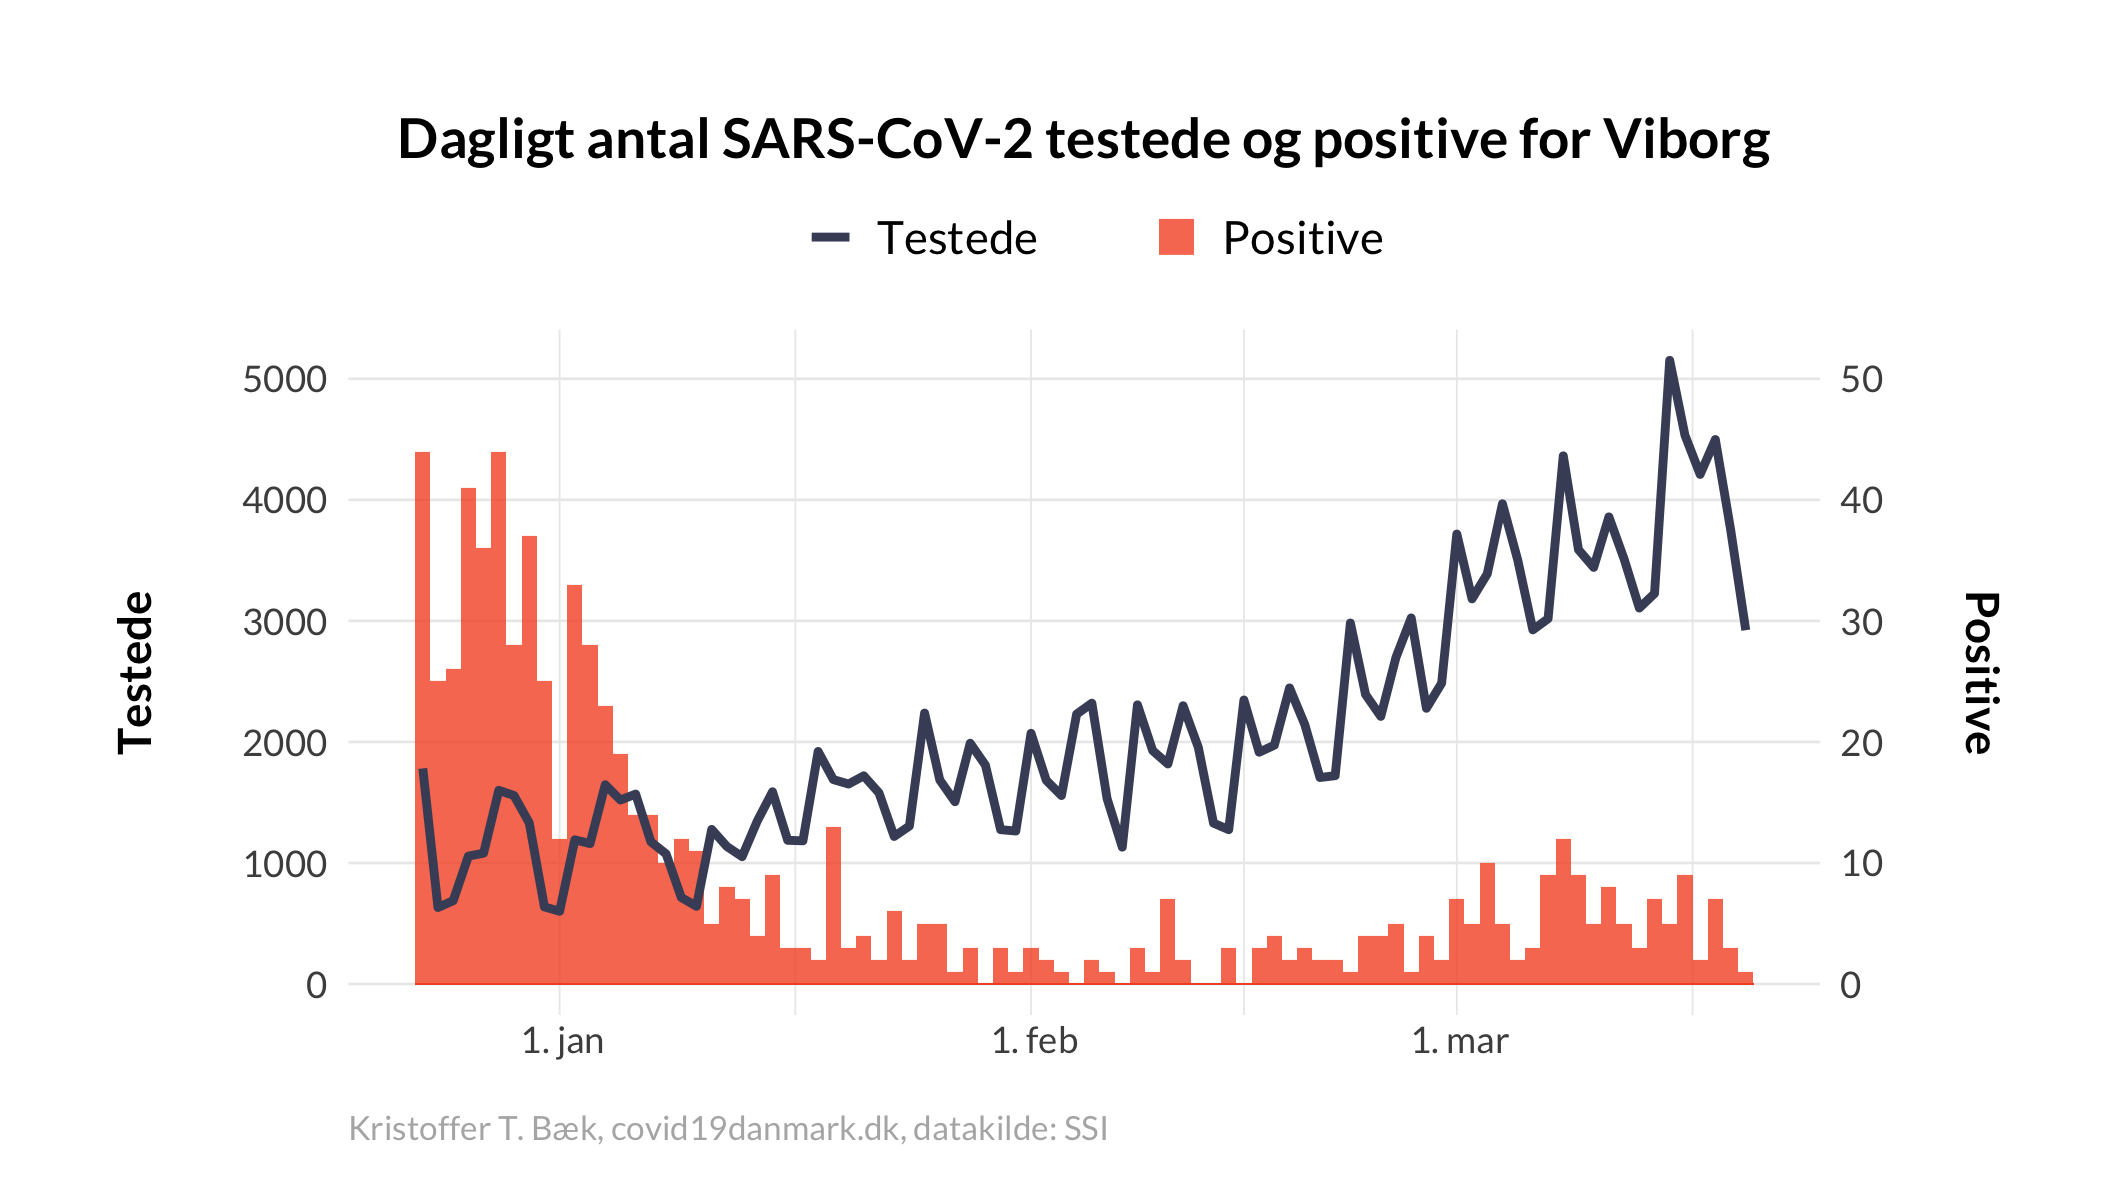 Dagligt antal SARS-CoV-2 testede og positive for Viborg
Testede
Positive
5000
4000
3000
2000
1000
0
50
40
30
20
10
0
Testede
Positive
1. jan
1. feb
1. mar
Kristoffer T. Bæk, covid19danmark.dk, datakilde: SSI